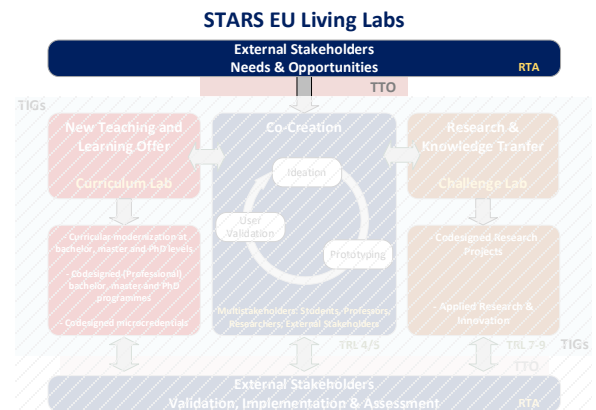 STARS EU Living Labs
External Stakeholders
Needs & Opportunities
RTA
TTO
TIGs
New Teaching and
Learning Offer
Curriculum Lab
Co-Creation
Research &
Knowledge Tranfer
Challenge Lab
Ideation
User
Validation
Prototyping
- Curricular modernization at
bachelor, master and PhD levels
- Codesigned (Professional)
bachelor, master and PhD
programmes
- Codesigned microcredentials
Multistakeholders: Students, Professors,
Researchers, External Stakeholders
- Codesigned Research
Projects
- Applied Research &
Innovation
TRL 4/5
TRL 7-9
TIGs
TTO
External Stakeholders
Validation, Implementation & Assessment
RTA